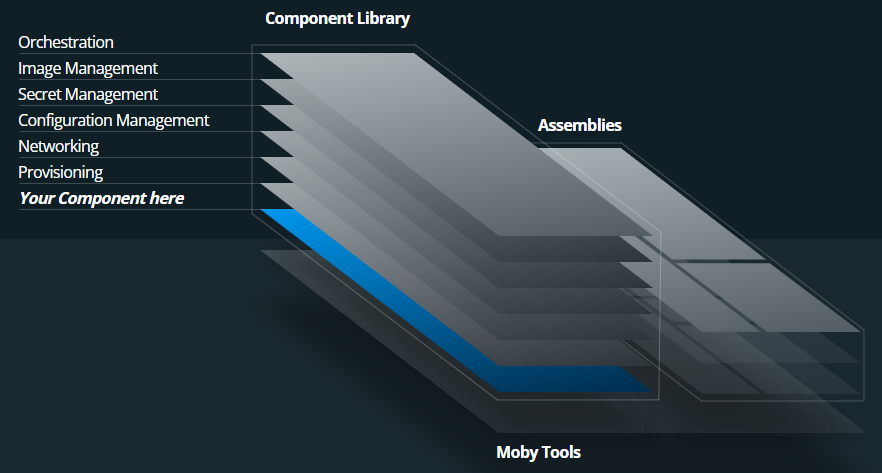 Component Library
Orchestration
Image Management
Secret Management
Configuration Management
Networking
Provisioning
Your Component here
Assemblies
Moby Tools